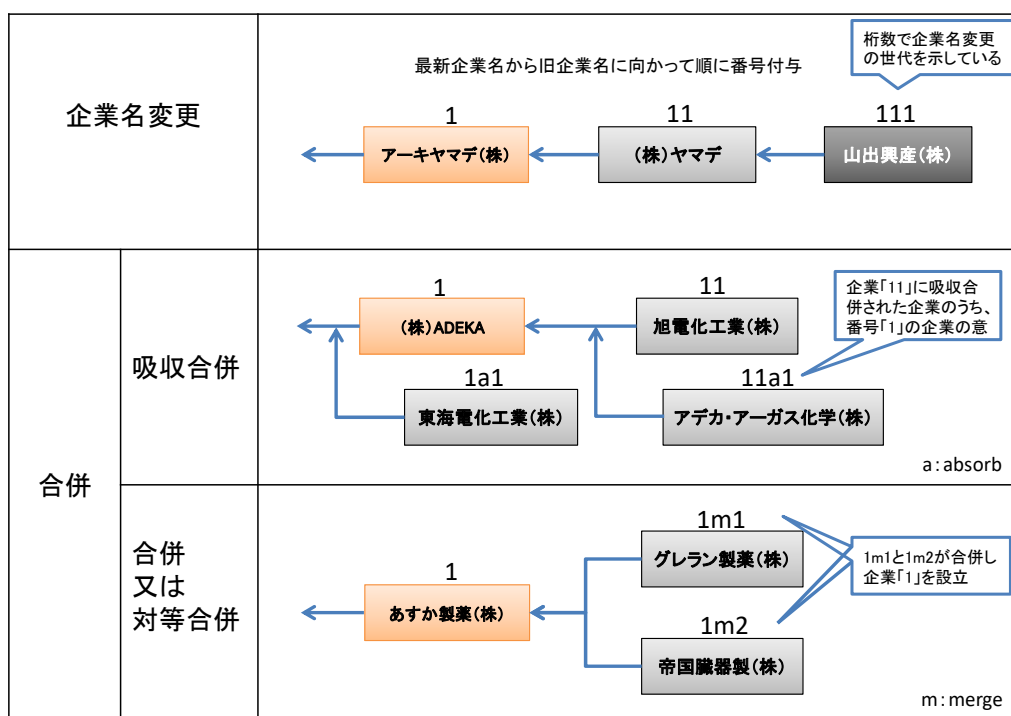 桁数で企業名変更
の世代を示している
最新企業名から旧企業名に向かって順に番号付与
企業名変更
1
11
111
アーキヤマデ(株)
(株)ヤマデ
山出興産(株)
合併
吸収合併
1
11
企業「11」に吸収合
併された企業のうち、
番号「1」の企業の意
(株)ADEKA
旭電化工業(株)
1a1
11a1
東海電化工業(株)
アデカ・アーガス化学(株)
a:absorb
合併
又は
対等合併
1m1
グレラン製薬(株)
1m1と1m2が合併し
企業「1」を設立
1
あすか製薬(株)
1m2
帝国臓器製(株)
m:merge